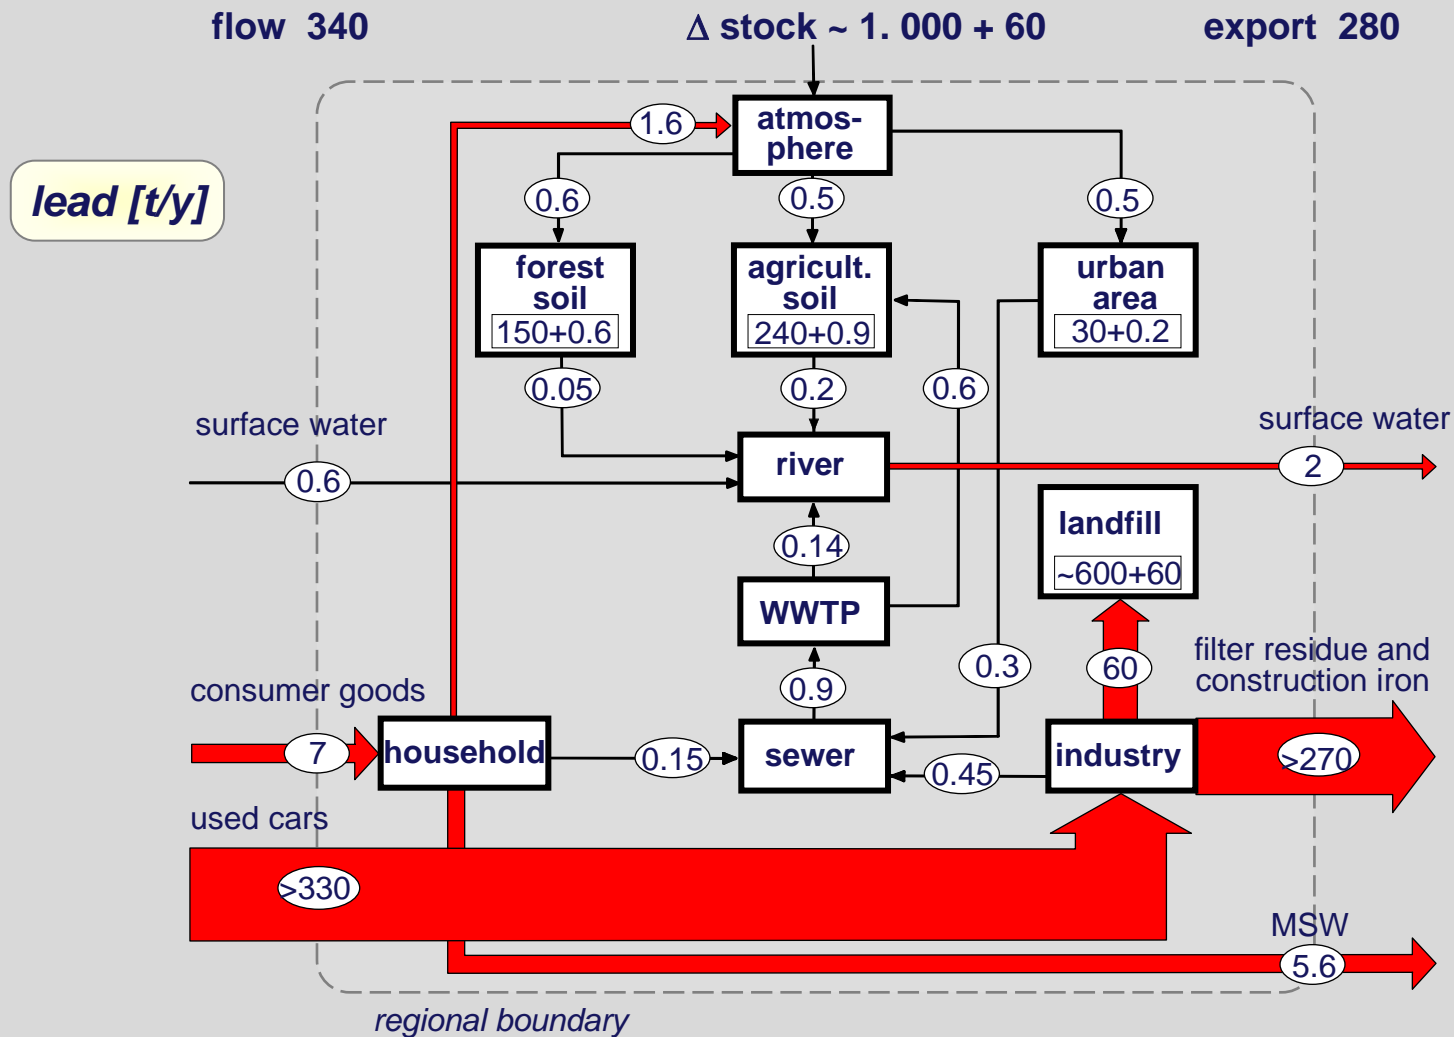 flow 340
Δ stock ~ 1. 000 + 60
export 280
lead [t/y]
1.6
atmos-
phere
0.6
0.5
0.5
forest
soil
150+0.6
agricult.
soil
240+0.9
urban
area
30+0.2
0.05
0.2
0.6
surface water
0.6
river
surface water
2
landfill
~600+60
0.14
WWTP
0.9
0.3
60
filter residue and
construction iron
consumer goods
7
household
0.15
sewer
0.45
industry
>270
used cars
>330
MSW
5.6
regional boundary